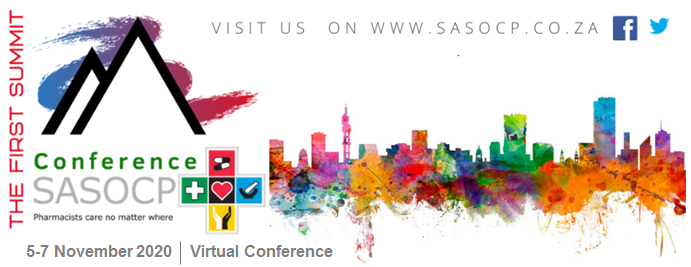 VISIT US ON WWW.SASOCP.CO.ZA
THE FIRST SUMMIT
Conference
SASOCP
Pharmacists care no matter where
5-7 November 2020 | Virtual Conference